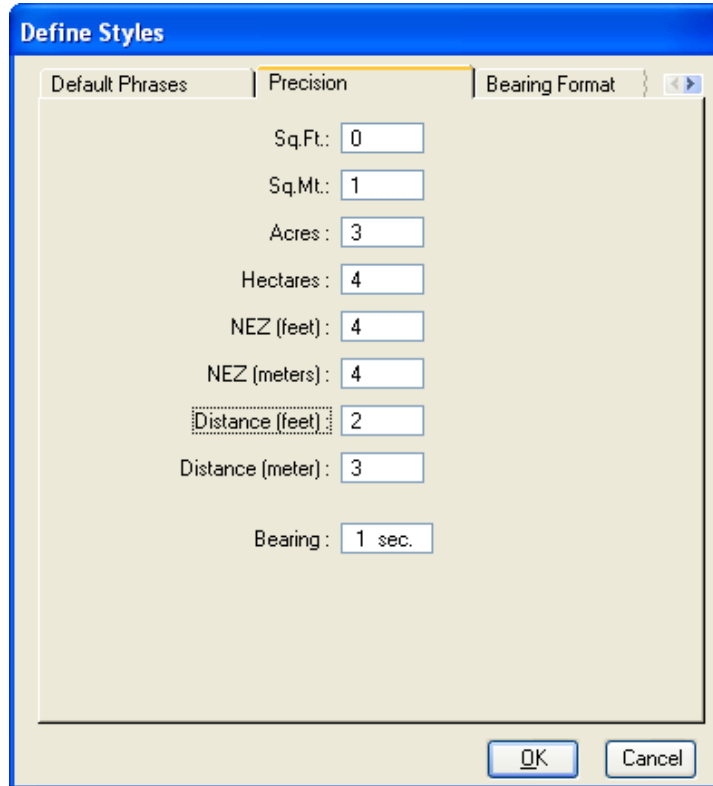 Define Styles
Default Phrases Precision Bearing Format
Sq.Ft.: 0
Sq.Mt.: 1
Acres : 3
Hectares : 4
NEZ (feet) : 4
NEZ (meters) : 4
Distance (feet) : 2
Distance (meter) : 3
Bearing : 1 sec.
OK Cancel